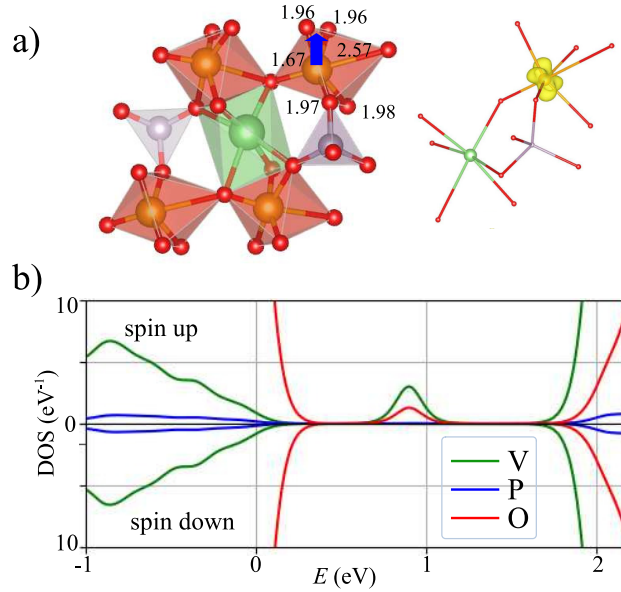 a)
1.96
1.96
1.67
2.57
1.97
1.98
b)
10
spin up
DOS (eV⁻¹)
0
V
P
O
spin down
10
-1
0
1
2
E (eV)